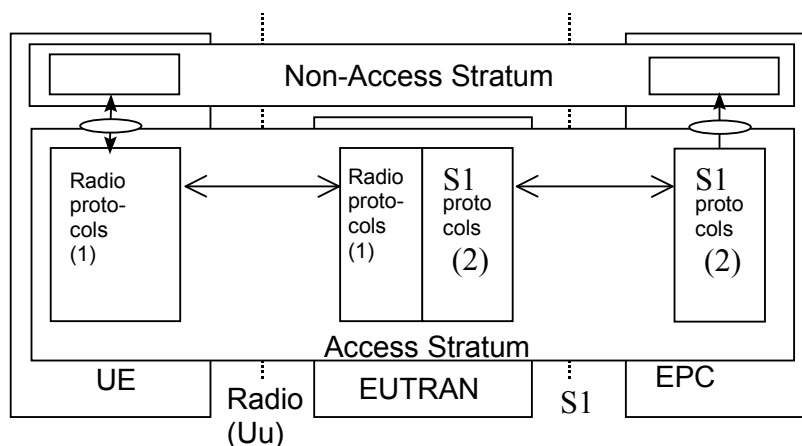 Non-Access Stratum
Radio
proto-
cols
(1)
Radio
proto-
cols
(1)
S1
proto
cols
(2)
S1
proto
cols
(2)
Access Stratum
UE
Radio
(Uu)
EUTRAN
S1
EPC